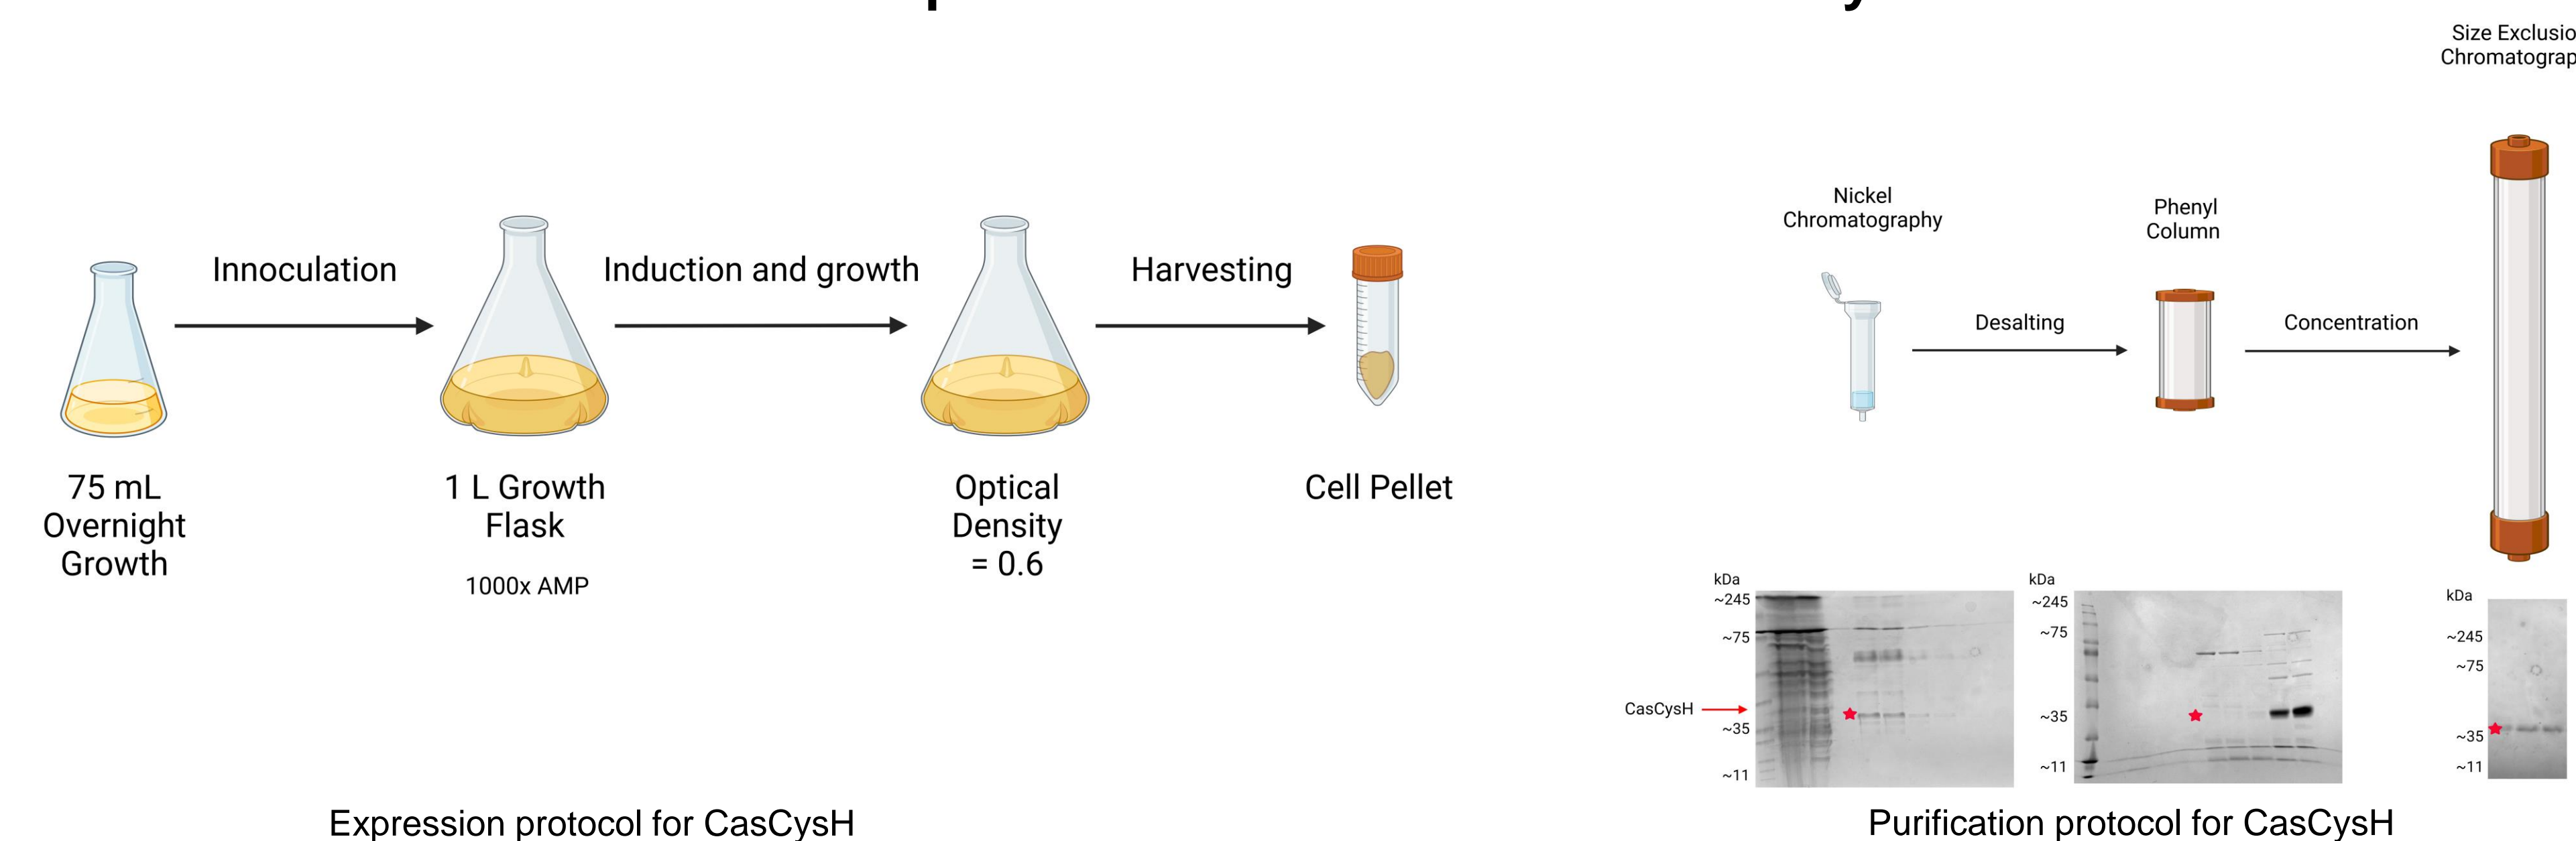 Size Exclusio
Chromatograp
Nickel
Chromatography
Phenyl
Column
Innoculation
Induction and growth
Harvesting
Desalting
Concentration
75 mL
Overnight
Growth
1 L Growth
Flask
1000x AMP
Optical
Density
= 0.6
Cell Pellet
kDa
~245
~75
CasCysH
~35
~11
kDa
~245
~75
~35
~11
kDa
~245
~75
~35
~11
Expression protocol for CasCysH
Purification protocol for CasCysH